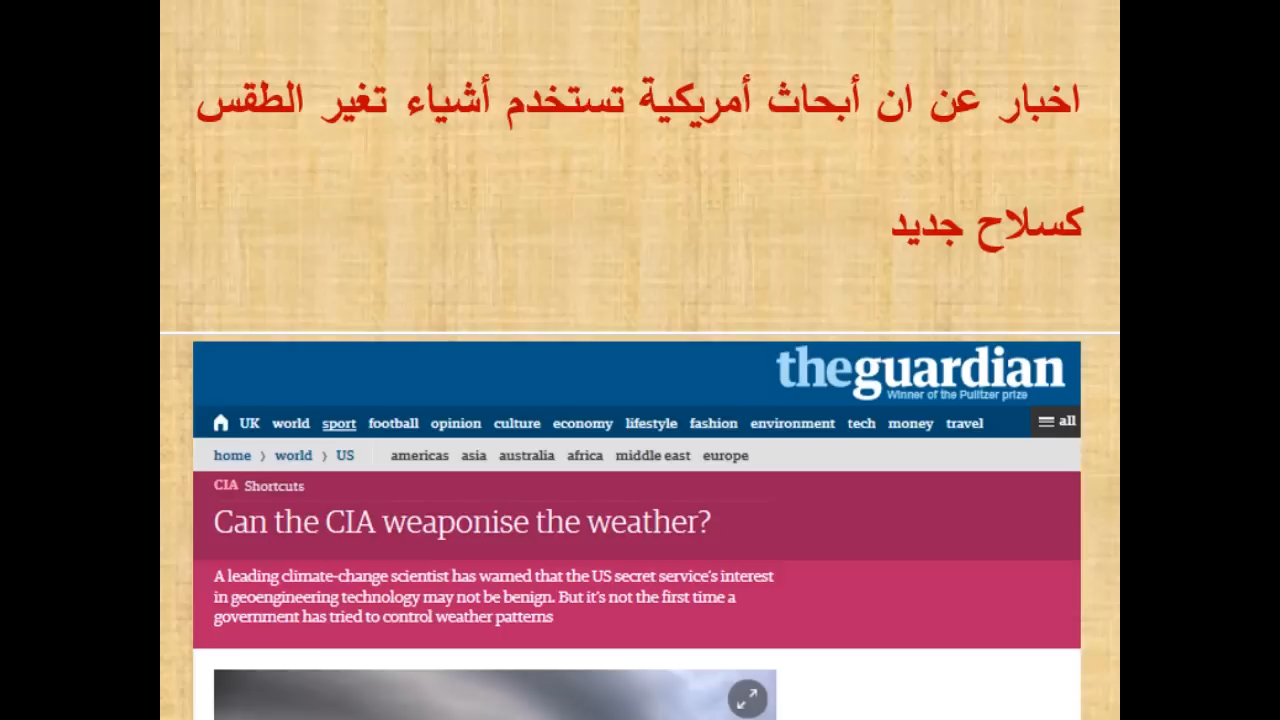 اخبار عن ان أبحاث أمريكية تستخدم أشياء تغير الطقس
كسلاح جديد
theguardian
Winner of the Pulitzer prize
UK world sport football opinion culture economy lifestyle fashion environment tech money travel all
home › world › US americas asia australia africa middle east europe
CIA Shortcuts
Can the CIA weaponise the weather?
A leading climate-change scientist has warned that the US secret service's interest
in geoengineering technology may not be benign. But it's not the first time a
government has tried to control weather patterns